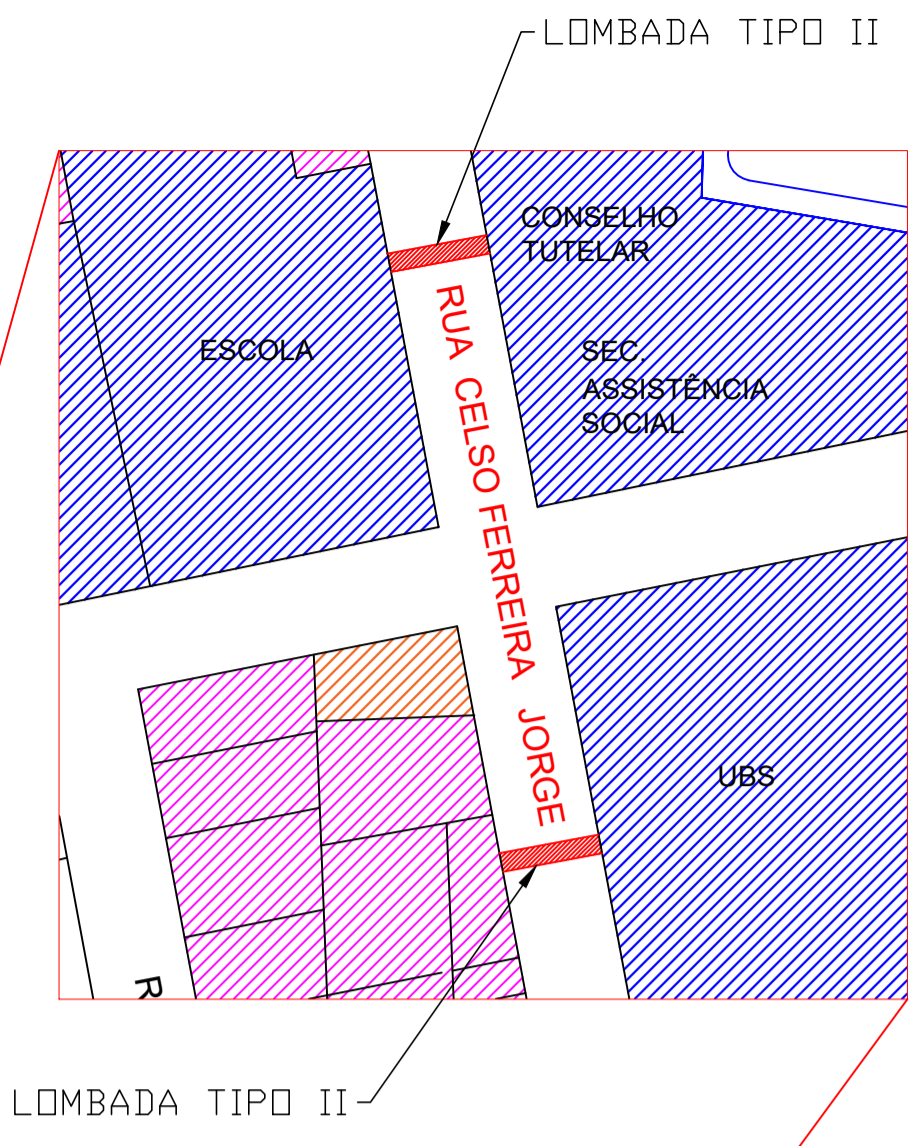 LOMBADA TIPO II
CONSELHO
TUTELAR
ESCOLA
SEC.
ASSISTÊNCIA
SOCIAL
RUA CELSO FERREIRA JORGE
UBS
R
LOMBADA TIPO II